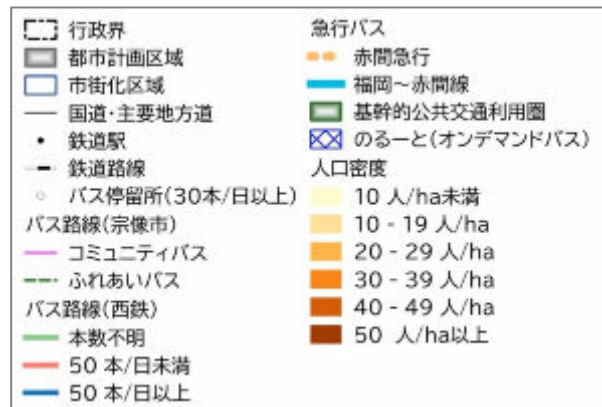 行政界
都市計画区域
市街化区域
国道・主要地方道
鉄道駅
鉄道路線
バス停留所(30本/日以上)
バス路線(宗像市)
コミュニティバス
ふれあいバス
バス路線(西鉄)
本数不明
50 本/日未満
50 本/日以上
急行バス
赤間急行
福岡～赤間線
基幹的公共交通利用圏
のるーと(オンデマンドバス)
人口密度
10 人/ha未満
10 - 19 人/ha
20 - 29 人/ha
30 - 39 人/ha
40 - 49 人/ha
50 人/ha以上